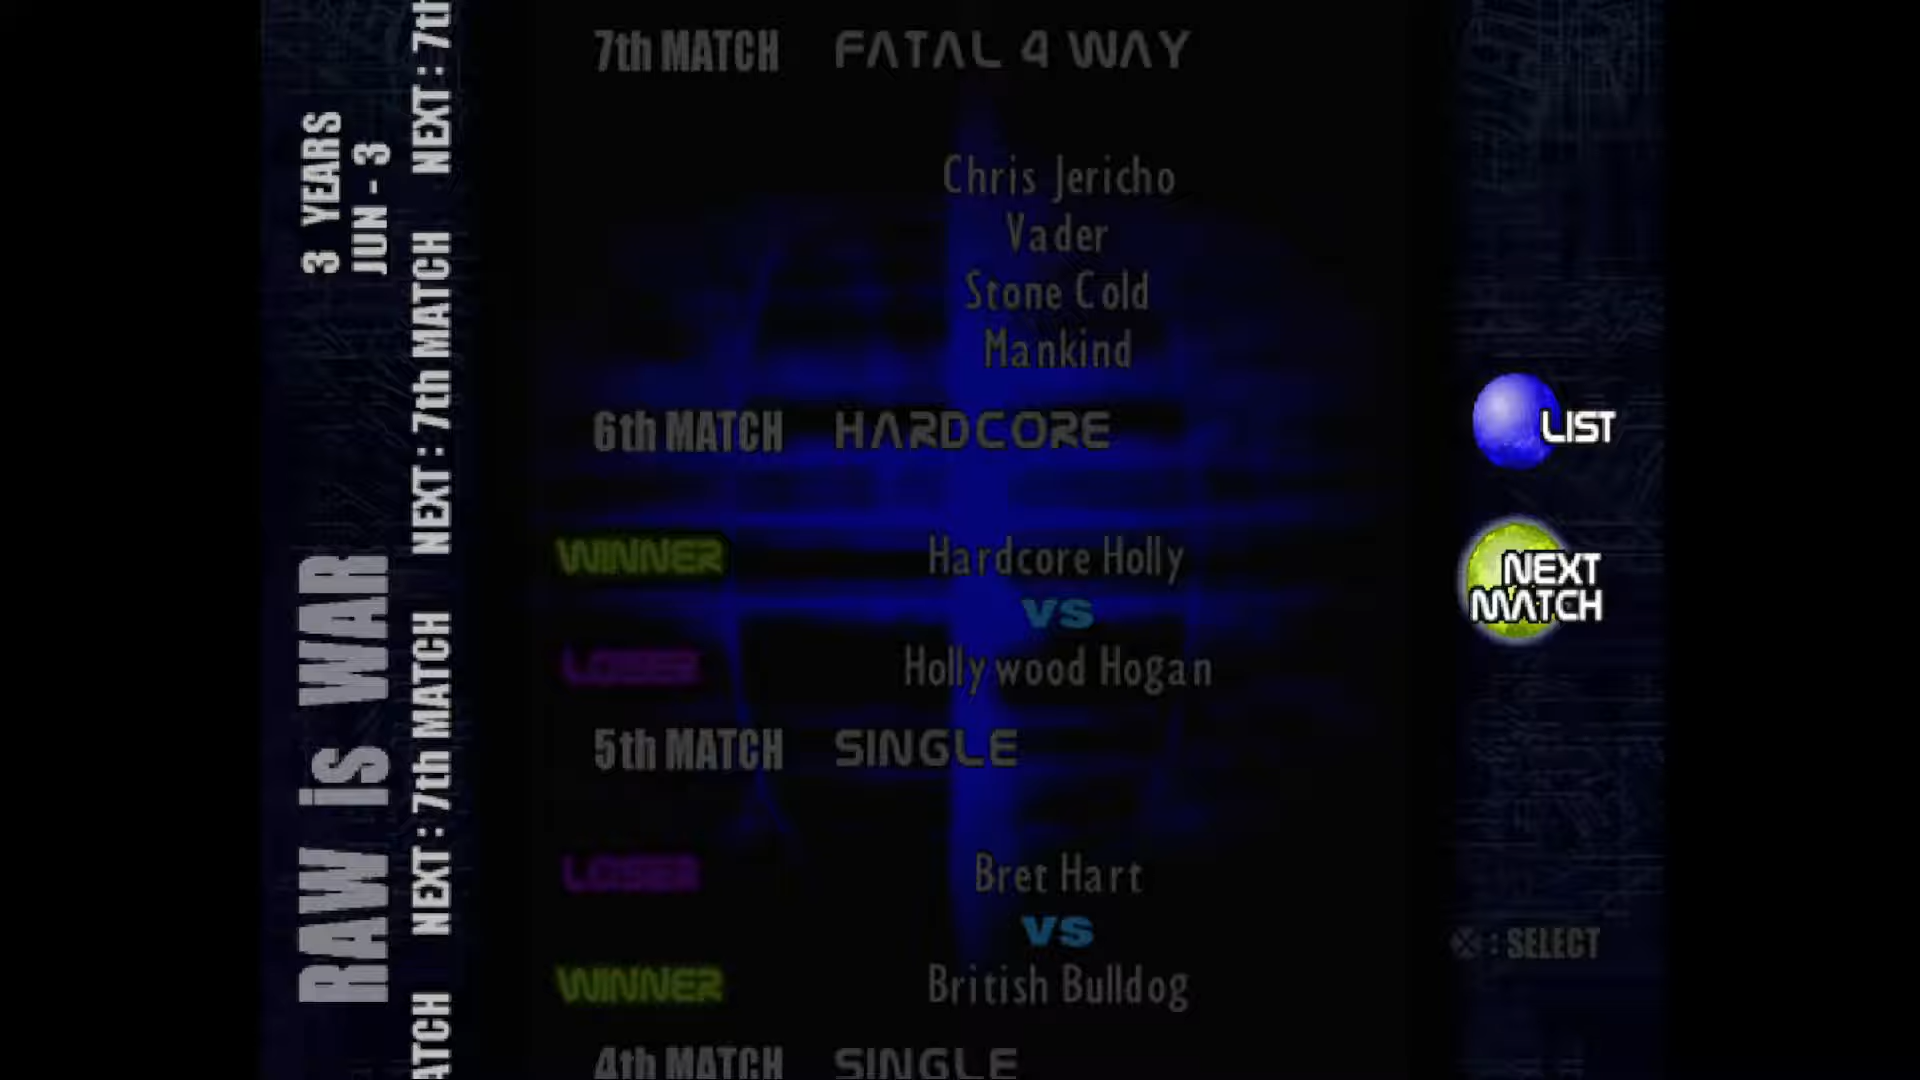 3 YEARS
JUN - 3
RAW iS WAR
NEXT : 7th
NEXT : 7th MATCH
NEXT : 7th MATCH
ATCH
7th MATCH FATAL 4 WAY
Chris Jericho
Vader
Stone Cold
Mankind
6th MATCH HARDCORE
WINNER Hardcore Holly
VS
LOSER Hollywood Hogan
5th MATCH SINGLE
LOSER Bret Hart
VS
WINNER British Bulldog
4th MATCH SINGLE
LIST
NEXT
MATCH
: SELECT